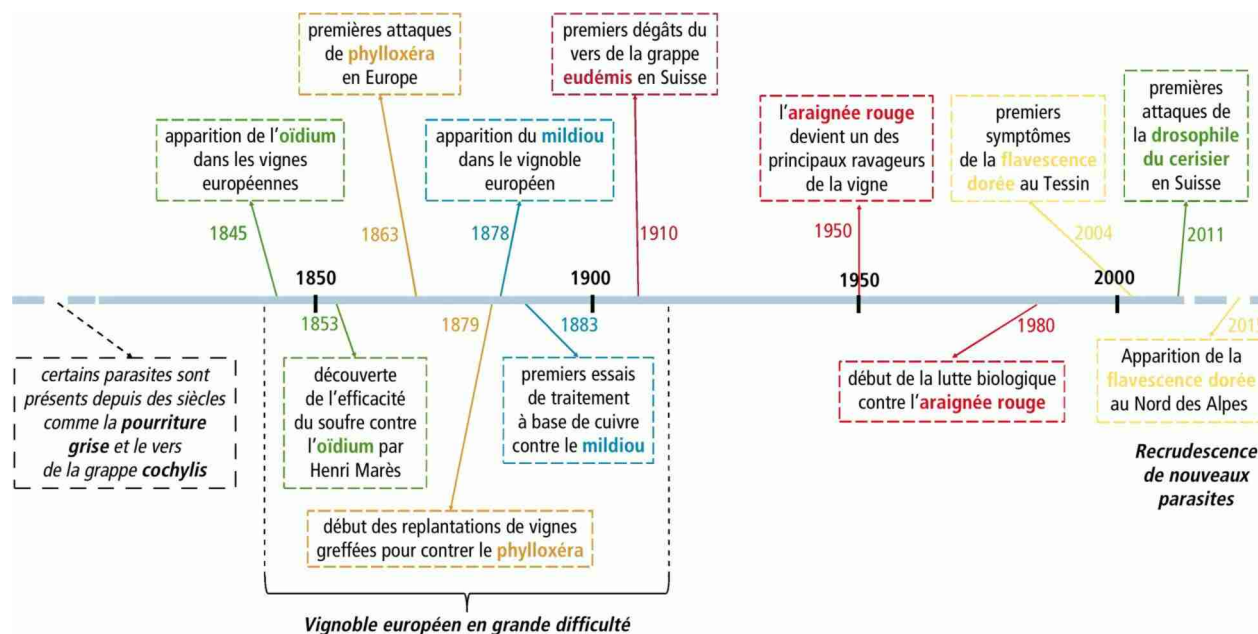 premières attaques
de phylloxéra
en Europe
premiers dégâts du
vers de la grappe
eudémis en Suisse
apparition de l'oïdium
dans les vignes
européennes
apparition du mildiou
dans le vignoble
européen
l'araignée rouge
devient un des
principaux ravageurs
de la vigne
premiers
symptômes
de la flavescence
dorée au Tessin
premières
attaques de
la drosophile
du cerisier
en Suisse
1845
1863
1878
1910
1950
2004
2011
1850
1900
1950
2000
1853
1879
1883
1980
certains parasites sont
présents depuis des siècles
comme la pourriture
grise et le vers
de la grappe cochylis
découverte
de l'efficacité
du soufre contre
l'oïdium par
Henri Marès
premiers essais
de traitement
à base de cuivre
contre le mildiou
début de la lutte biologique
contre l'araignée rouge
Apparition de la
flavescence dorée
au Nord des Alpes
Recrudescence
de nouveaux
parasites
début des replantations de vignes
greffées pour contrer le phylloxéra
Vignoble européen en grande difficulté